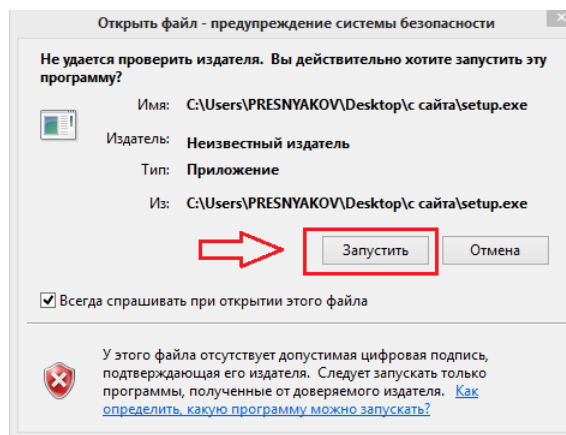 Открыть файл - предупреждение системы безопасности
Не удается проверить издателя. Вы действительно хотите запустить эту
программу?
Имя: C:\Users\PRESNYAKOV\Desktop\с сайта\setup.exe
Издатель: Неизвестный издатель
Тип: Приложение
Из: C:\Users\PRESNYAKOV\Desktop\с сайта\setup.exe
Запустить Отмена
Всегда спрашивать при открытии этого файла
У этого файла отсутствует допустимая цифровая подпись,
подтверждающая его издателя. Следует запускать только
программы, полученные от доверяемого издателя. Как
определить, какую программу можно запускать?